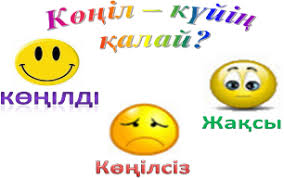 Көңіл – күйің
қалай?
көңілді
Жақсы
Көңілсіз